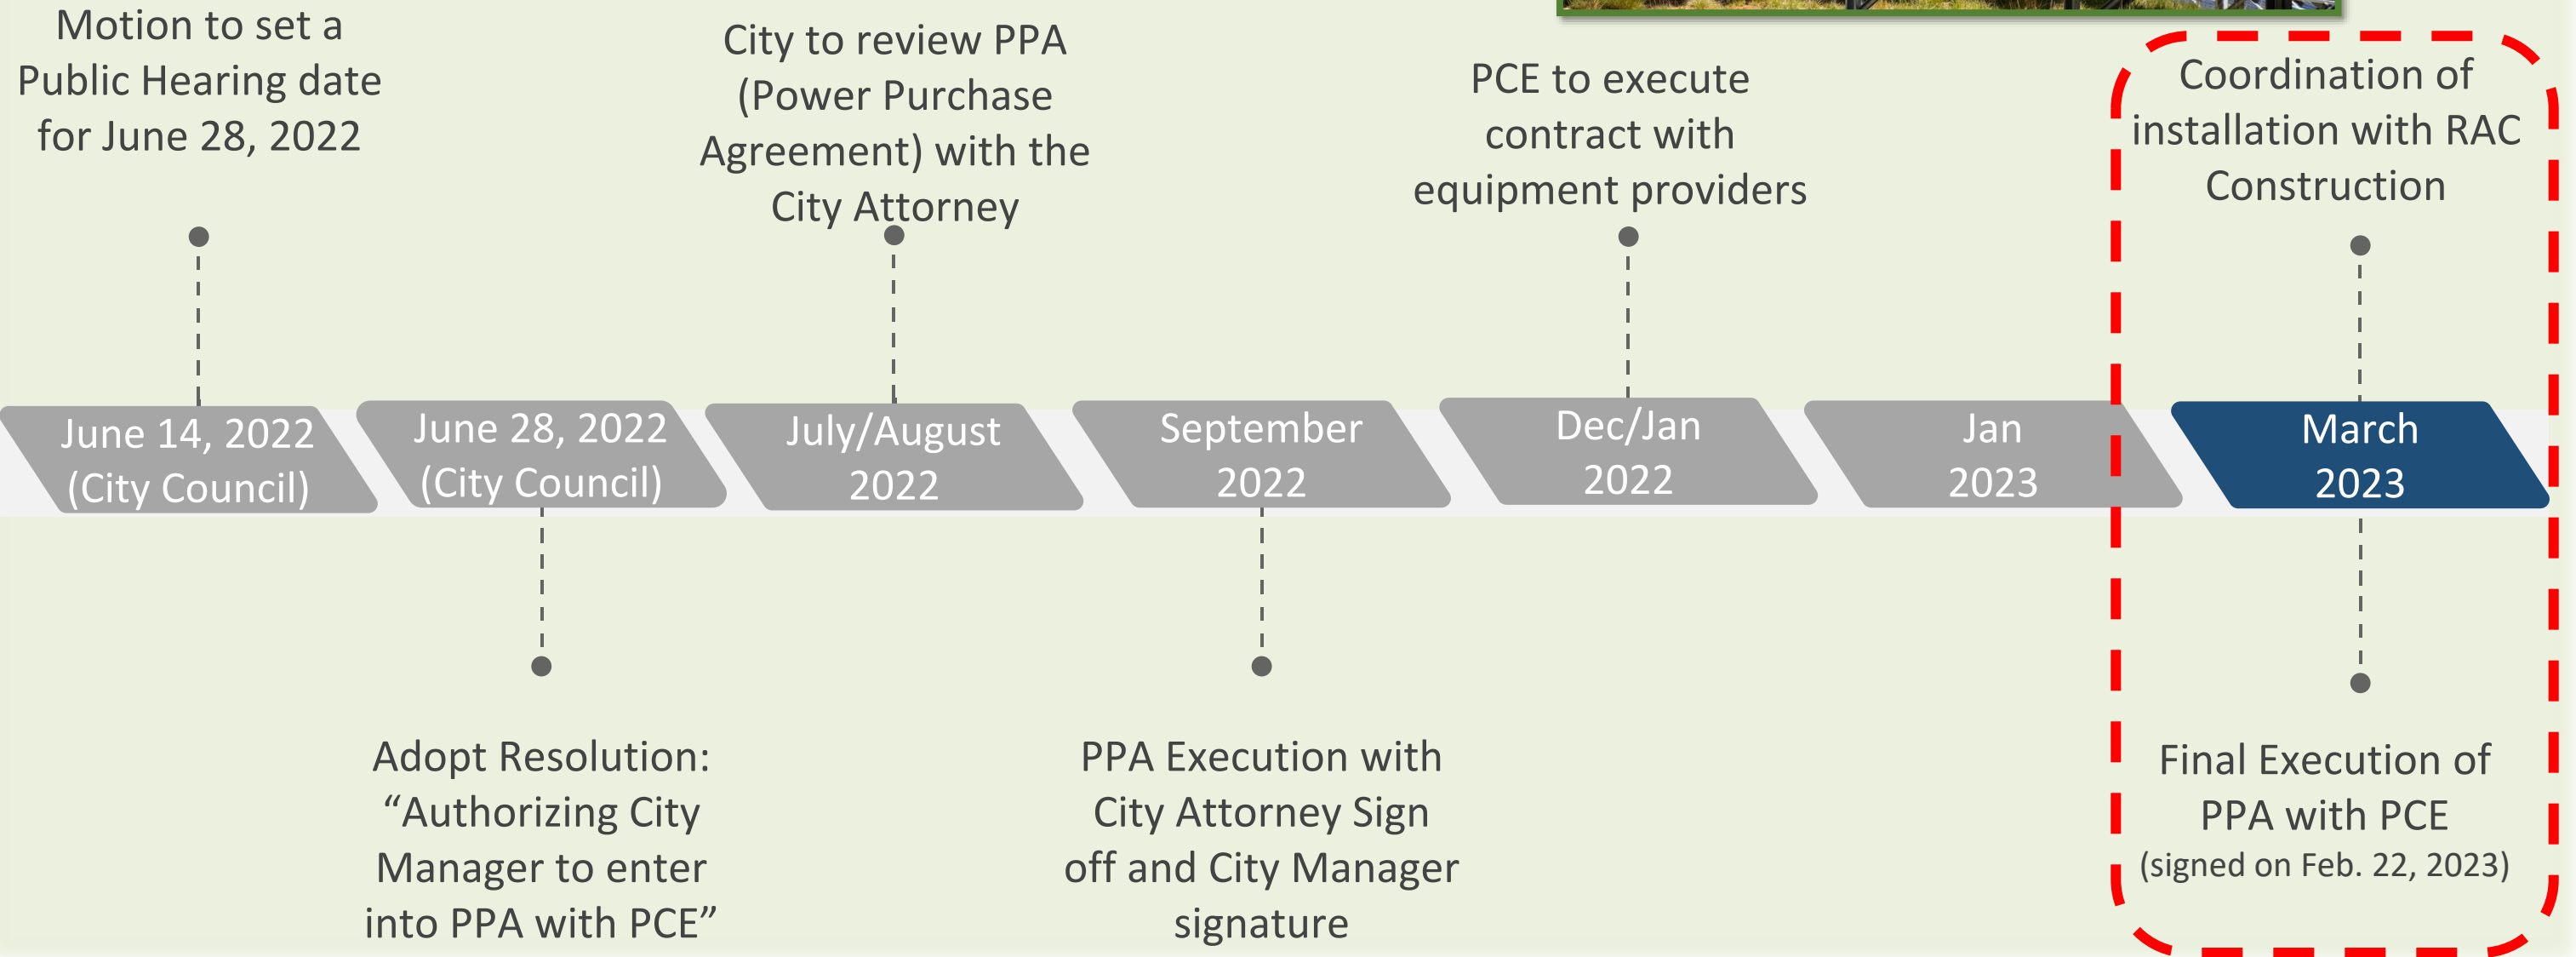 Motion to set a
Public Hearing date
for June 28, 2022
City to review PPA
(Power Purchase
Agreement) with the
City Attorney
PCE to execute
contract with
equipment providers
Coordination of
installation with RAC
Construction
June 14, 2022
(City Council)
June 28, 2022
(City Council)
July/August
2022
September
2022
Dec/Jan
2022
Jan
2023
March
2023
Adopt Resolution:
“Authorizing City
Manager to enter
into PPA with PCE”
PPA Execution with
City Attorney Sign
off and City Manager
signature
Final Execution of
PPA with PCE
(signed on Feb. 22, 2023)